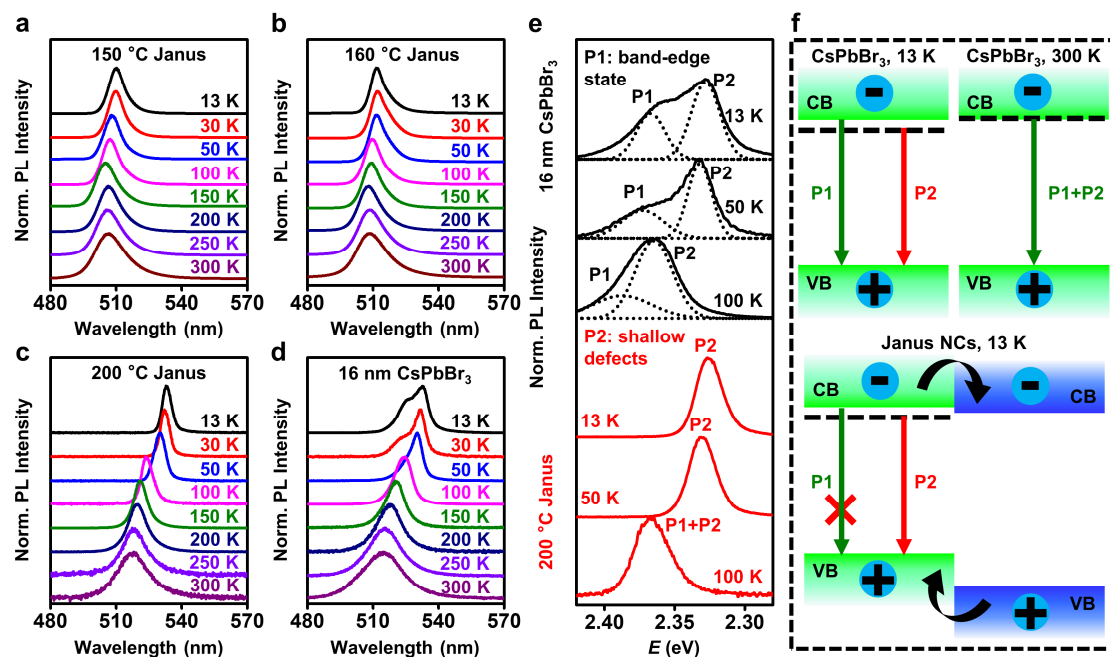 a
150 °C Janus
13 K
30 K
50 K
100 K
150 K
200 K
250 K
300 K
480 510 540 570
Wavelength (nm)
Norm. PL Intensity
b
160 °C Janus
13 K
30 K
50 K
100 K
150 K
200 K
250 K
300 K
480 510 540 570
Wavelength (nm)
Norm. PL Intensity
c
200 °C Janus
13 K
30 K
50 K
100 K
150 K
200 K
250 K
300 K
480 510 540 570
Wavelength (nm)
Norm. PL Intensity
d
16 nm CsPbBr3
13 K
30 K
50 K
100 K
150 K
200 K
250 K
300 K
480 510 540 570
Wavelength (nm)
Norm. PL Intensity
e
16 nm CsPbBr3
Norm. PL Intensity
200 °C Janus
P1: band-edge
state
P1
P2
13 K
P1
P2
50 K
P1
P2
100 K
P2: shallow
defects
P2
13 K
P2
50 K
P1+P2
100 K
2.40 2.35 2.30
E (eV)
f
CsPbBr3, 13 K
CB
P1
P2
VB
CsPbBr3, 300 K
CB
P1+P2
VB
Janus NCs, 13 K
CB
CB
P1
P2
VB
VB